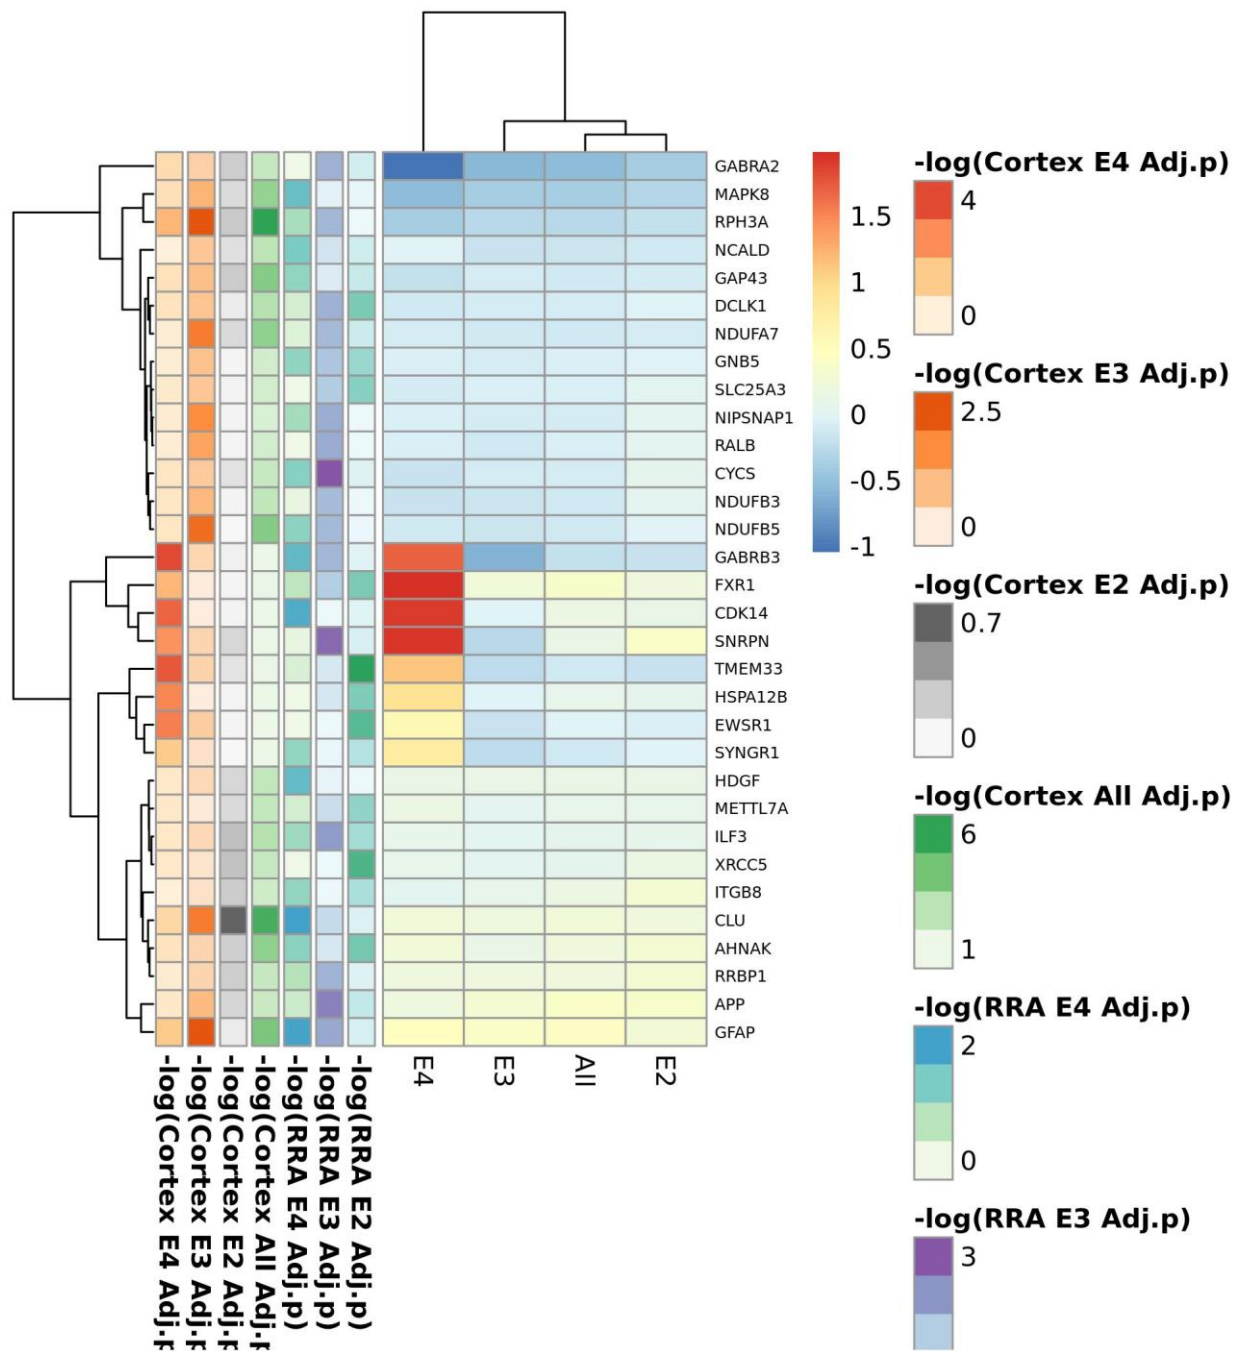 GABRA2
MAPK8
RPH3A
NCALD
GAP43
DCLK1
NDUFA7
GNB5
SLC25A3
NIPSNAP1
RALB
CYCS
NDUFB3
NDUFB5
GABRB3
FXR1
CDK14
SNRPN
TMEM33
HSPA12B
EWSR1
SYNGR1
HDGF
METTL7A
ILF3
XRCC5
ITGB8
CLU
AHNAK
RRBP1
APP
GFAP
-log(Cortex E4 Adj.p
-log(Cortex E3 Adj.p
-log(Cortex E2 Adj.p
-log(Cortex All Adj.p
-log(RRA E4 Adj.p)
-log(RRA E3 Adj.p)
-log(RRA E2 Adj.p)
E4
E3
All
E2
1.5
1
0.5
0
-0.5
-1
-log(Cortex E4 Adj.p)
4
0
-log(Cortex E3 Adj.p)
2.5
0
-log(Cortex E2 Adj.p)
0.7
0
-log(Cortex All Adj.p)
6
1
-log(RRA E4 Adj.p)
2
0
-log(RRA E3 Adj.p)
3